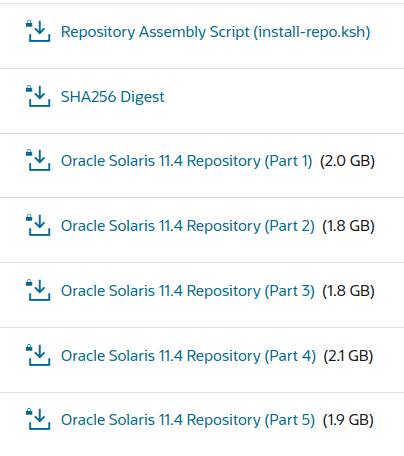 Repository Assembly Script (install-repo.ksh)
SHA256 Digest
Oracle Solaris 11.4 Repository (Part 1) (2.0 GB)
Oracle Solaris 11.4 Repository (Part 2) (1.8 GB)
Oracle Solaris 11.4 Repository (Part 3) (1.8 GB)
Oracle Solaris 11.4 Repository (Part 4) (2.1 GB)
Oracle Solaris 11.4 Repository (Part 5) (1.9 GB)